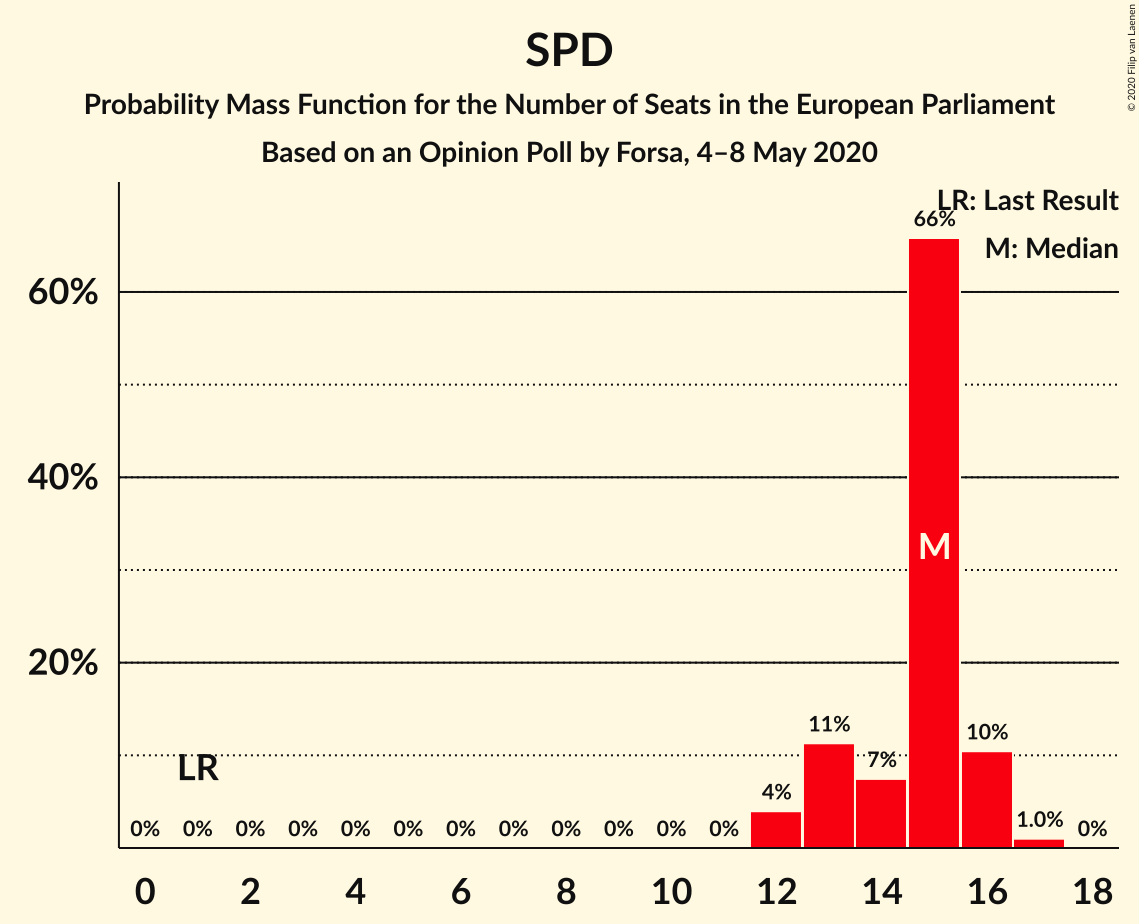 SPD
Probability Mass Function for the Number of Seats in the European Parliament
Based on an Opinion Poll by Forsa, 4–8 May 2020
© 2020 Filip van Laenen
LR: Last Result
M: Median
66%
60%
40%
M
20%
11%
10%
7%
LR
4%
1.0%
0% 0% 0% 0% 0% 0% 0% 0% 0% 0% 0% 0% 0%
0 2 4 6 8 10 12 14 16 18